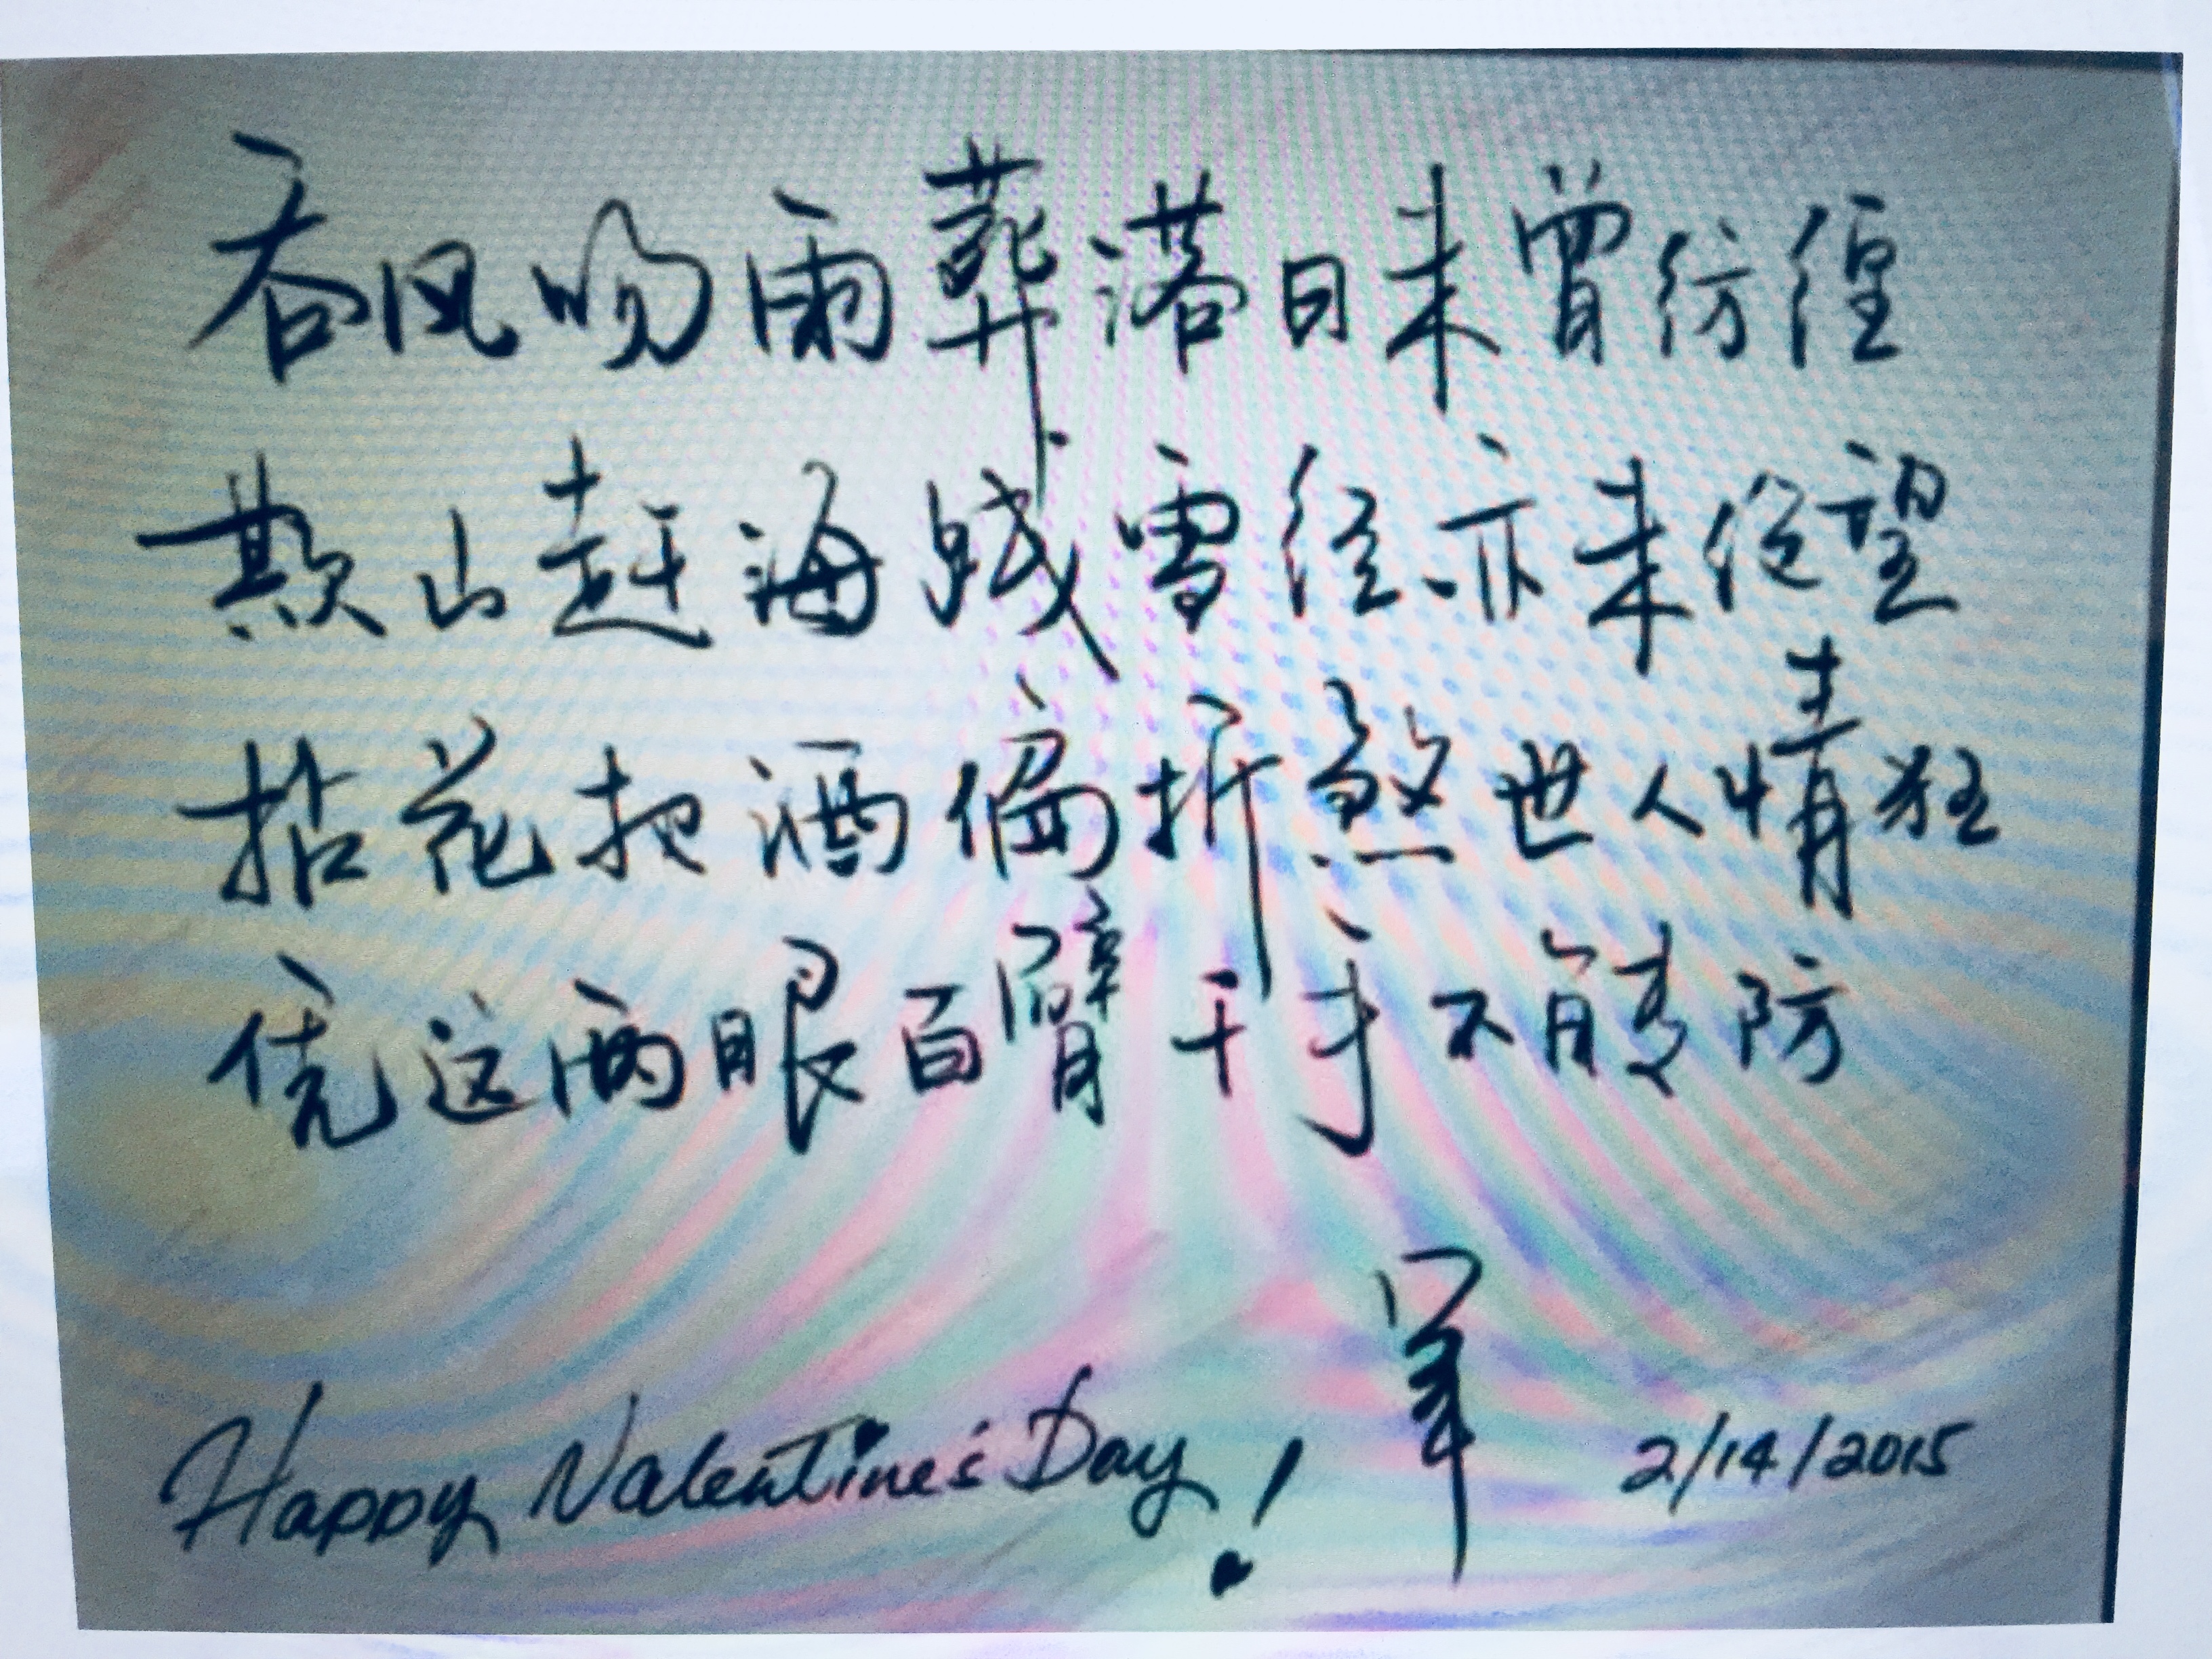 吞风吻雨葬落日未曾彷徨
欺山赶海践雪径亦未绝望
拈花把酒偏折煞世人情狂
凭这两眼百臂千手不能防
Happy Valentine's Day!
2/14/2015